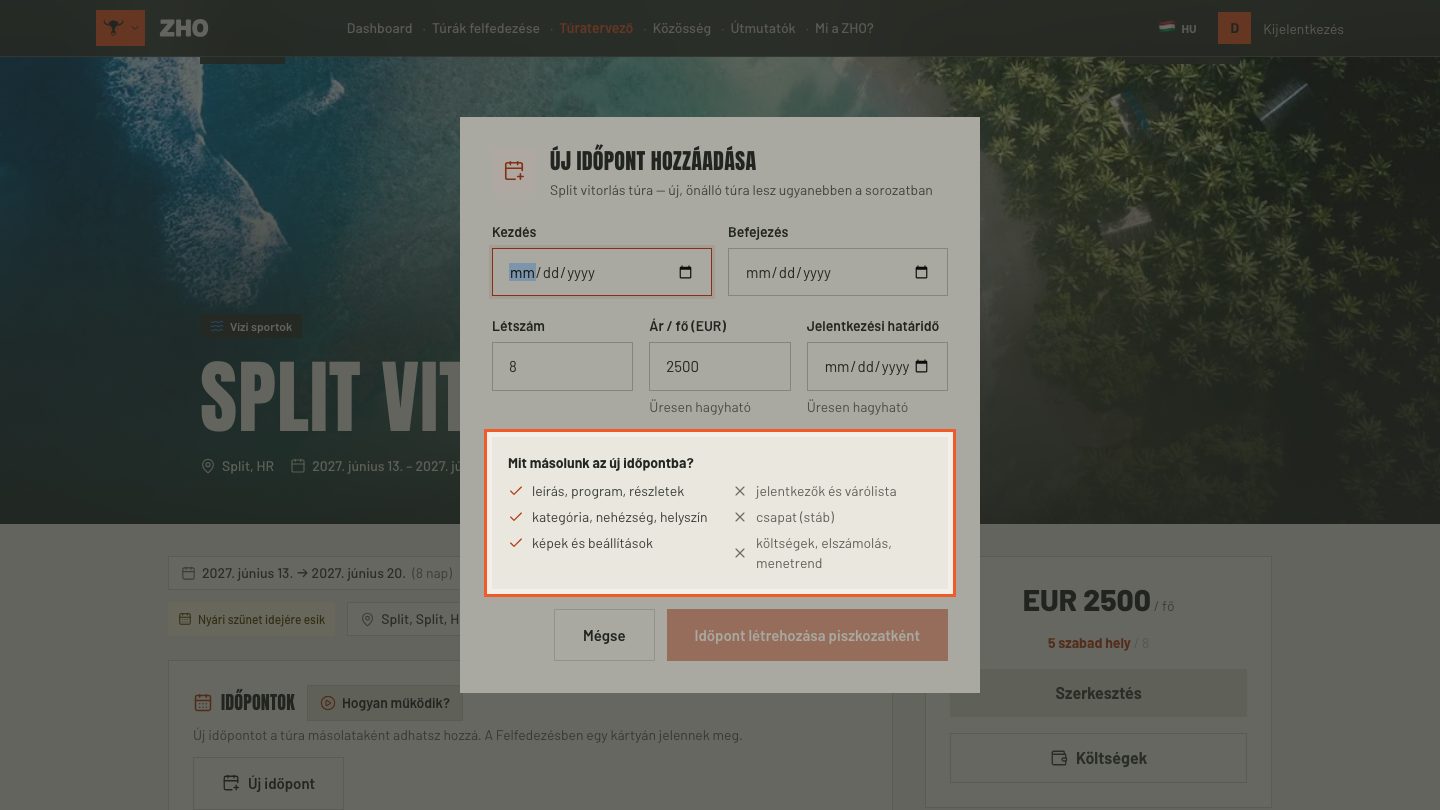 ZHO
Dashboard · Túrák felfedezése · Túratervező · Közösség · Útmutatók · Mi a ZHO?
HU
D
Kijelentkezés
Vízi sportok
SPLIT VIT
Split, HR
2027. június 13. – 2027. jú
ÚJ IDŐPONT HOZZÁADÁSA
Split vitorlás túra — új, önálló túra lesz ugyanebben a sorozatban
Kezdés
Befejezés
mm/dd/yyyy
mm/dd/yyyy
Létszám
Ár / fő (EUR)
Jelentkezési határidő
8
2500
mm/dd/yyyy
Üresen hagyható
Üresen hagyható
Mit másolunk az új időpontba?
leírás, program, részletek
jelentkezők és várólista
kategória, nehézség, helyszín
csapat (stáb)
képek és beállítások
költségek, elszámolás,
menetrend
Mégse
Időpont létrehozása piszkozatként
2027. június 13. → 2027. június 20. (8 nap)
Nyári szünet idejére esik
Split, Split, H
IDŐPONTOK
Hogyan működik?
Új időpontot a túra másolataként adhatsz hozzá. A Felfedezésben egy kártyán jelennek meg.
Új időpont
EUR 2500 / fő
5 szabad hely / 8
Szerkesztés
Költségek